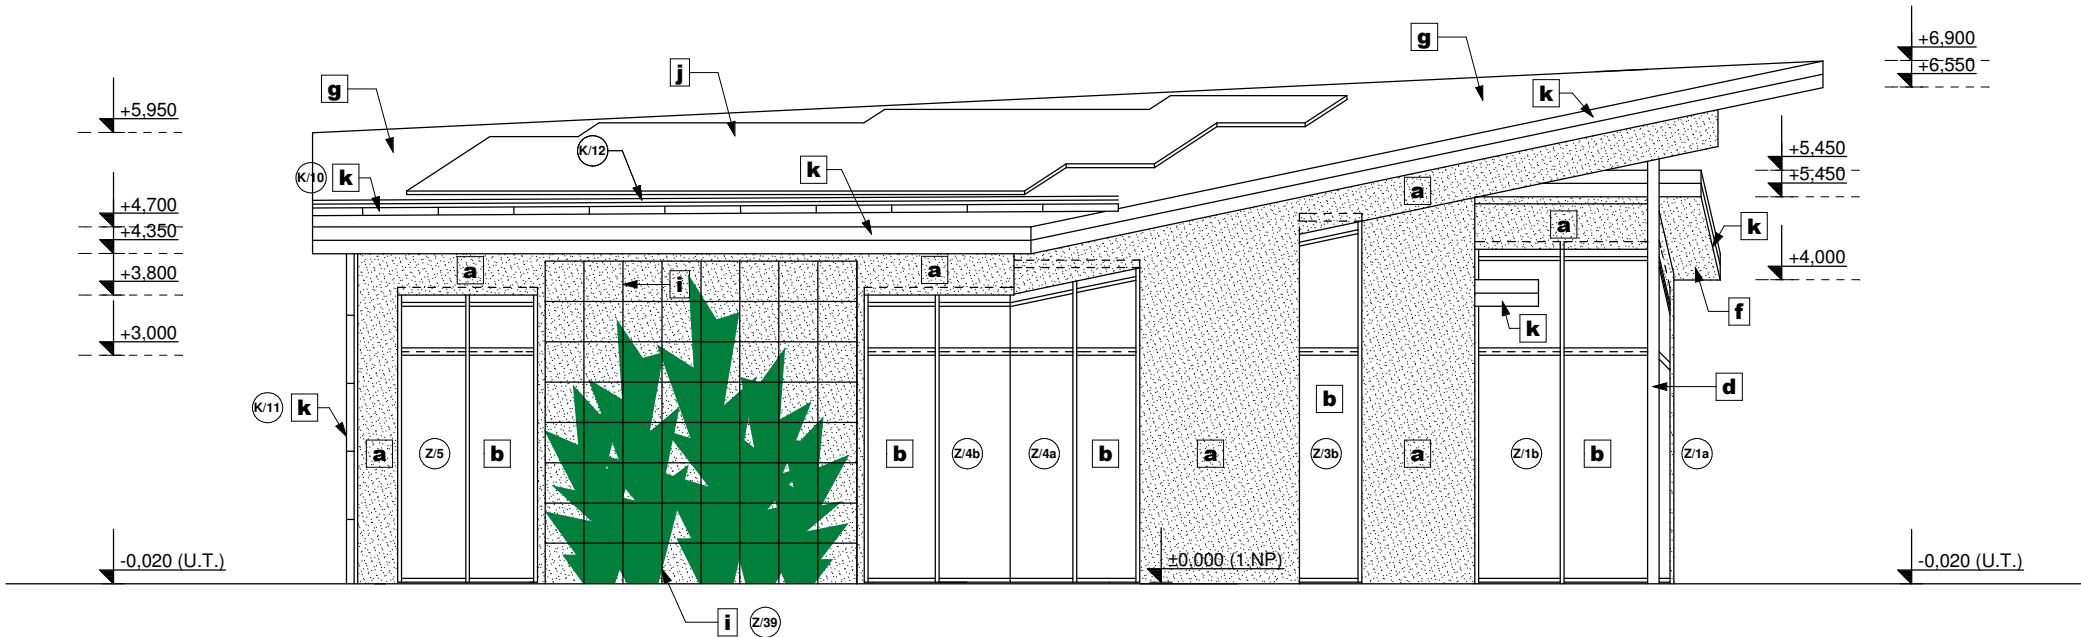 +6,900
g
+6,550
j
g
k
+5,950
K/12
+5,450
k
K/10
k
+5,450
a
+4,700
a
k
+4,350
a
a
+3,800
i
+4,000
f
+3,000
k
d
b
K/11
k
a
Z/5
b
b
Z/4b
Z/4a
b
a
Z/3b
a
Z/1b
b
Z/1a
-0,020 (U.T.)
±0,000 (1.NP)
-0,020 (U.T.)
i
Z/39